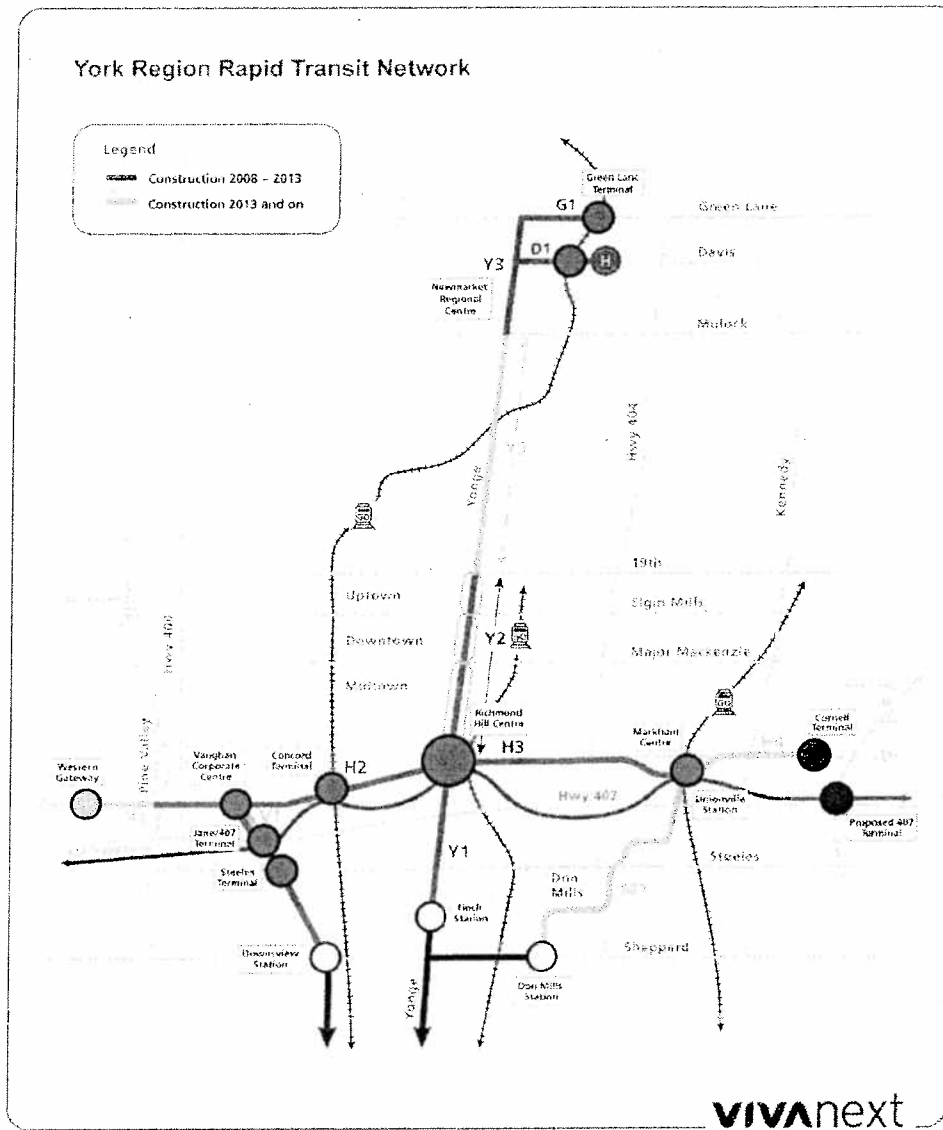 York Region Rapid Transit Network
Legend
Construction 2008 – 2013
Construction 2013 and on
Green Lane
Terminal
G1
Green Lane
D1
Davis
H
Y3
Newmarket
Regional
Centre
Mulock
Hwy 404
Yonge
Kennedy
19th
Uptown
Elgin Mills
Hwy 400
Downtown
Y2
Major Mackenzie
Midtown
Richmond
Hill Centre
Markham
Centre
Cornell
Terminal
Pine Valley
Vaughan
Corporate
Centre
Concord
Terminal
H2
H3
Western
Gateway
Hwy 407
Unionville
Station
Jane/407
Terminal
Proposed 407
Terminal
Steeles
Terminal
Y1
Steeles
Don
Mills
Finch
Station
Downsview
Station
Sheppard
Don Mills
Station
Yonge
VIVAnext